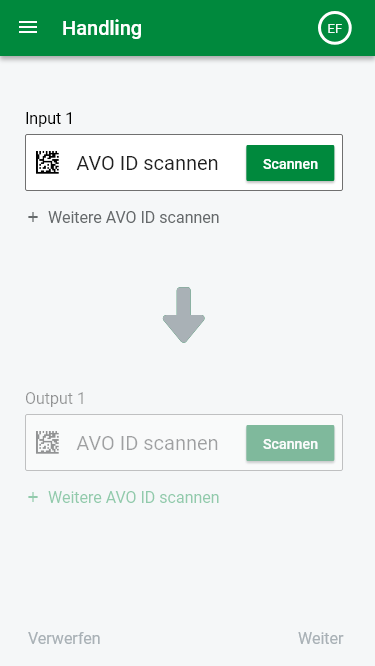 Handling
EF
Input 1
AVO ID scannen
Scannen
+ Weitere AVO ID scannen
Output 1
AVO ID scannen
Scannen
+ Weitere AVO ID scannen
Verwerfen
Weiter